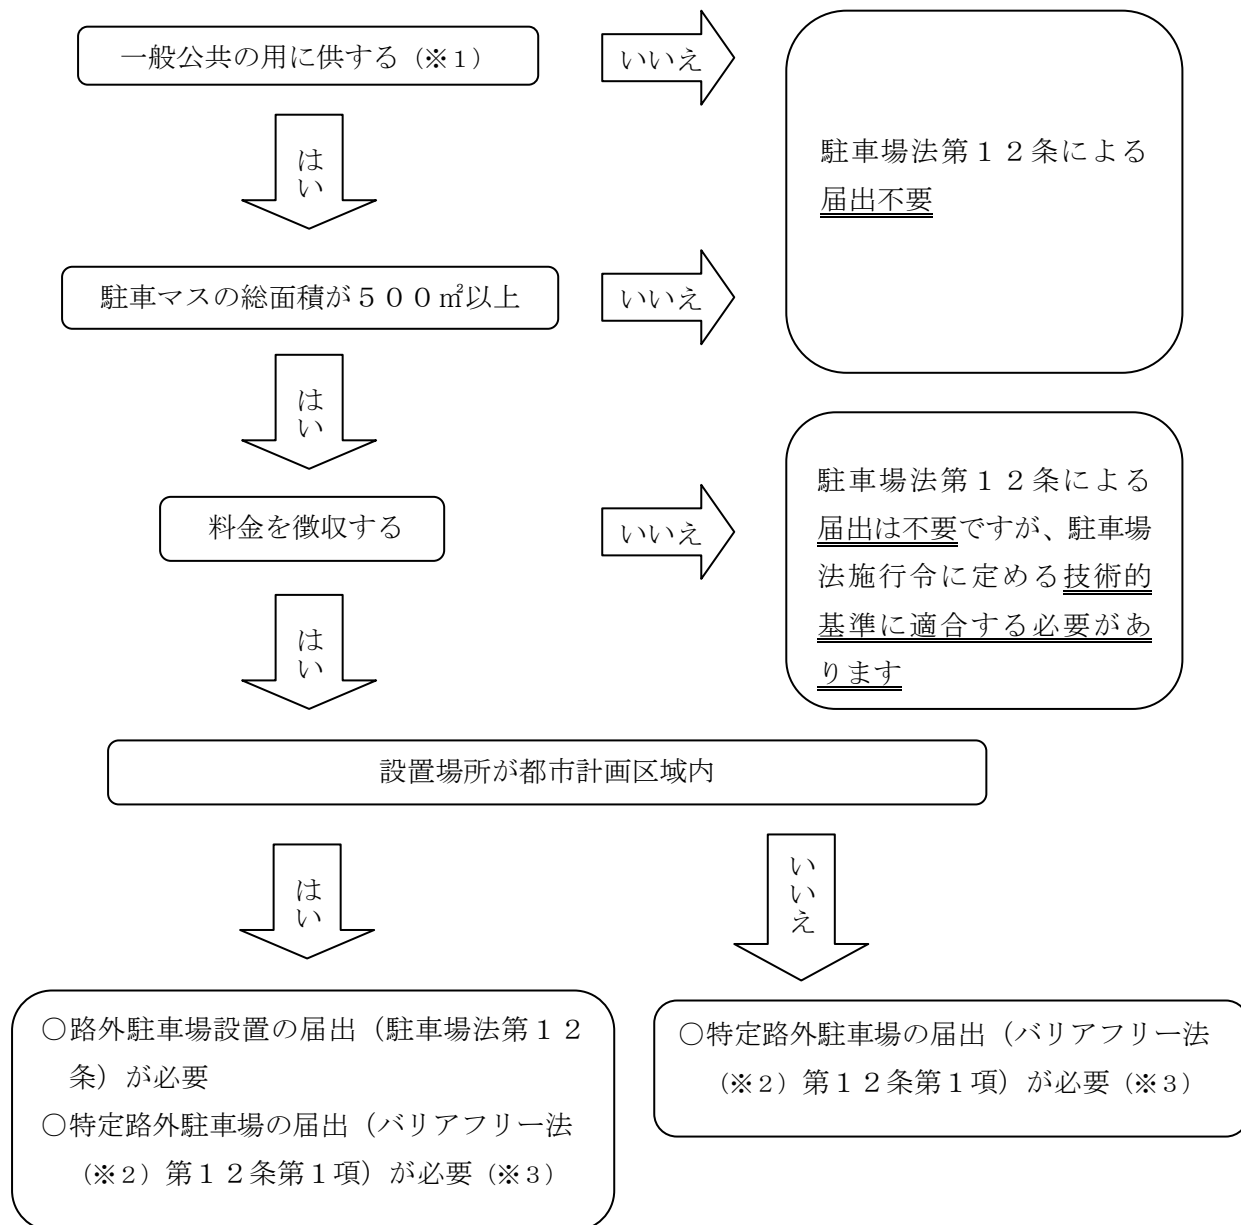 一般公共の用に供する（※1）
いいえ
はい
駐車場法第１２条による
届出不要
駐車マスの総面積が５００㎡以上
いいえ
はい
料金を徴収する
いいえ
駐車場法第１２条による
届出は不要ですが、駐車場
法施行令に定める技術的
基準に適合する必要があ
ります
はい
設置場所が都市計画区域内
はい
いいえ
○路外駐車場設置の届出（駐車場法第１２
条）が必要
○特定路外駐車場の届出（バリアフリー法
（※2）第１２条第１項）が必要（※3）
○特定路外駐車場の届出（バリアフリー法
（※2）第１２条第１項）が必要（※3）